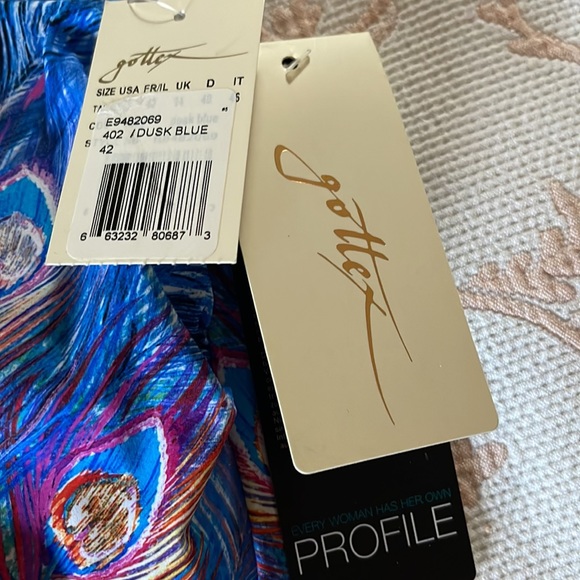 gottex
SIZE USA FR/IL UK D IT
E9482069
402 / DUSK BLUE
42
6 63232 80687 3
gottex
EVERY WOMAN HAS HER OWN
PROFILE